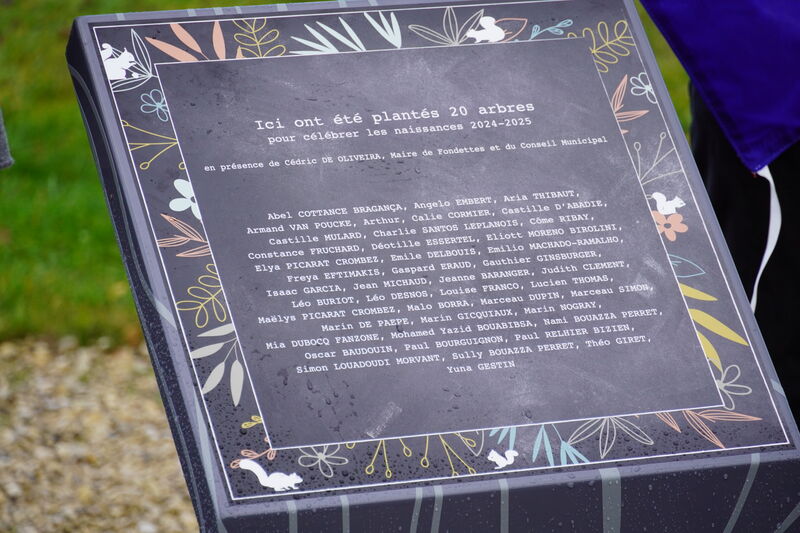 Ici ont été plantés 20 arbres
pour célébrer les naissances 2024-2025
en présence de Cédric DE OLIVEIRA, Maire de Fondettes et du Conseil Municipal
Abel COTTANCE BRAGANÇA, Angelo EMBERT, Aria THIBAUT,
Armand VAN POUCKE, Arthur, Calie CORMIER, Castille D'ABADIE,
Castille MULARD, Charlie SANTOS LEPLANOIS, Côme RIBAY,
Constance FRUCHARD, Déotille ESSERTEL, Eliott MORENO BIROLINI,
Elya PICARAT CROMBEZ, Emile DELBOUIS, Emilio MACHADO-RAMALHO,
Freya EFTIMAKIS, Gaspard ERAUD, Gauthier GINSBURGER,
Isaac GARCIA, Jean MICHAUD, Jeanne BARANGER, Judith CLEMENT,
Léo BURIOT, Léo DESNOS, Louise FRANCO, Lucien THOMAS,
Maëlys PICARAT CROMBEZ, Malo BORRA, Marceau DUPIN, Marceau SIMON,
Marin DE PAEPE, Marin GICQUIAUX, Marin NOGRAY,
Mia DUBOCQ FANZONE, Mohamed Yazid BOUABIBSA, Nami BOUAZZA PERRET,
Oscar BAUDOUIN, Paul BOURGUIGNON, Paul RELHIER BIZIEN,
Simon LOUADOUDI MORVANT, Sully BOUAZZA PERRET, Théo GIRET,
Yuna GESTIN